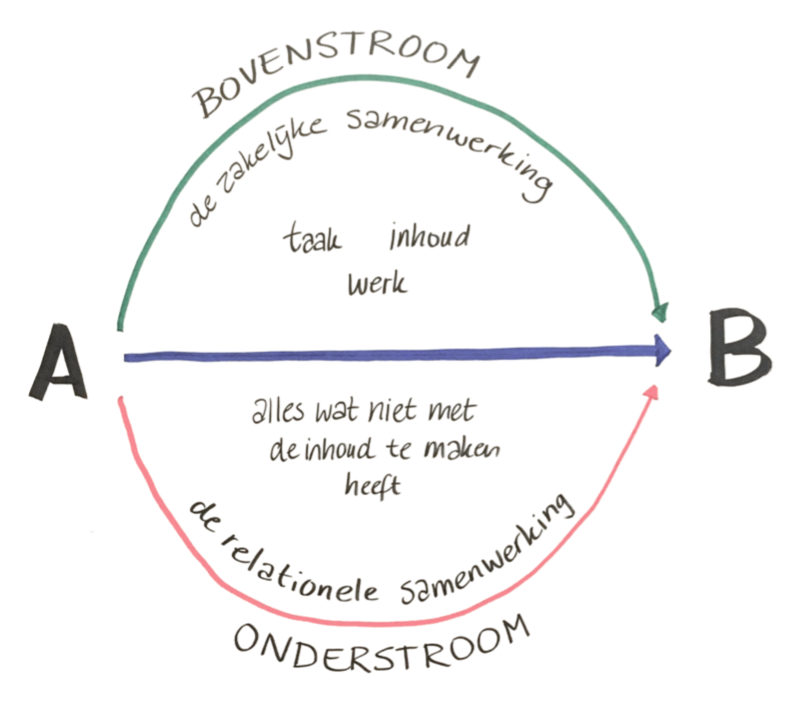 BOVENSTROOM
de zakelijke samenwerking
taak inhoud
werk
A
B
alles wat niet met
de inhoud te maken
heeft
de relationele samenwerking
ONDERSTROOM